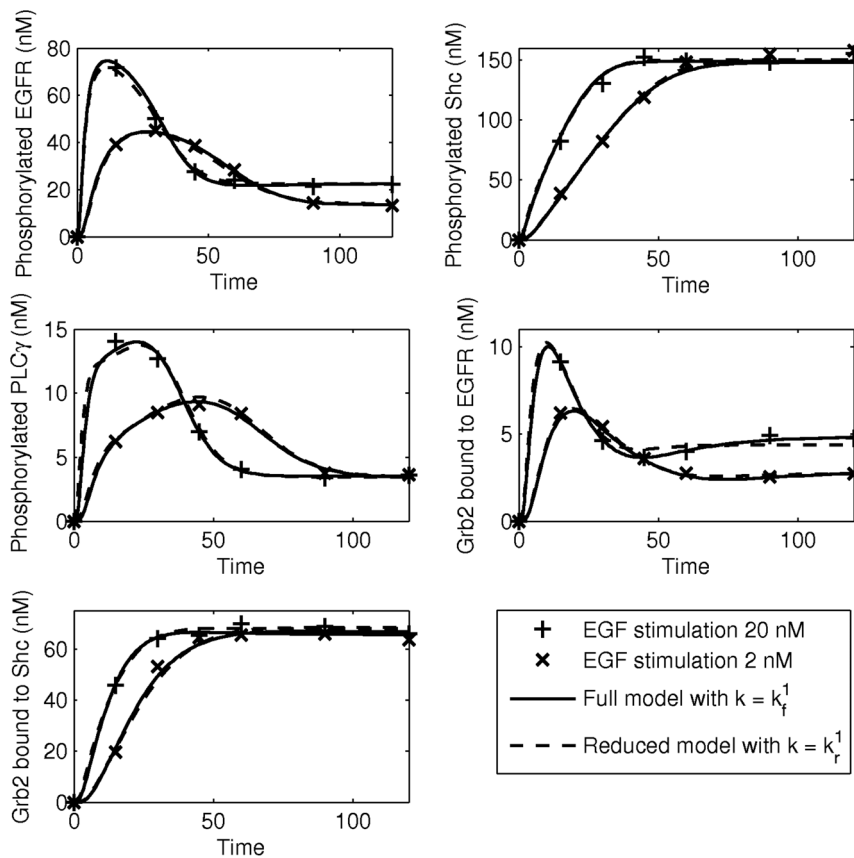 Phosphorylated EGFR (nM)
80
60
40
20
0
0
50
100
Time
Phosphorylated Shc (nM)
150
100
50
0
0
50
100
Time
Phosphorylated PLCγ (nM)
15
10
5
0
0
50
100
Time
Grb2 bound to EGFR (nM)
10
5
0
0
50
100
Time
Grb2 bound to Shc (nM)
60
40
20
0
0
50
100
Time
EGF stimulation 20 nM
EGF stimulation 2 nM
Full model with k = k_f^1
Reduced model with k = k_r^1